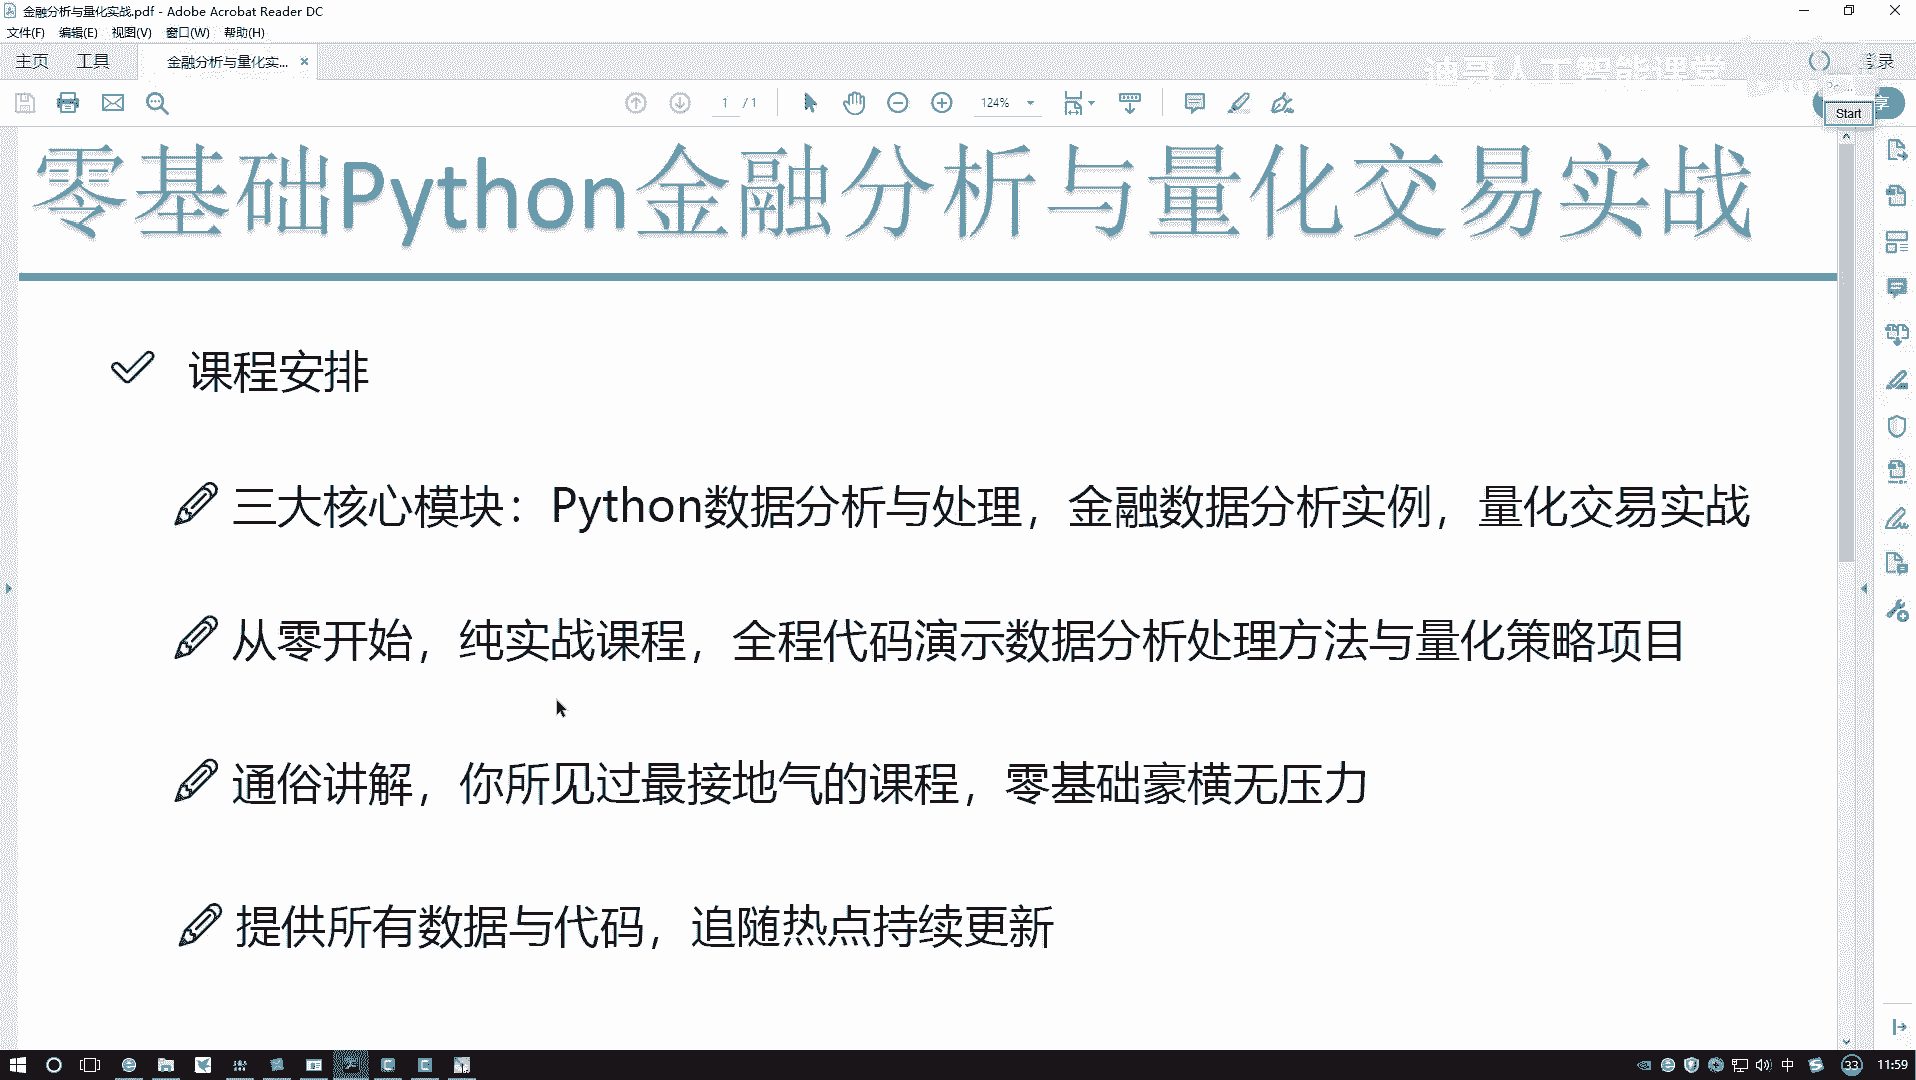 金融分析与量化实战.pdf - Adobe Acrobat Reader DC
文件(F) 编辑(E) 视图(V) 窗口(W) 帮助(H)
主页 工具 金融分析与量化实... ×
迪哥人工智能课堂
录
1 / 1 124%
享
Start
零基础Python金融分析与量化交易实战
课程安排
三大核心模块：Python数据分析与处理，金融数据分析实例，量化交易实战
从零开始，纯实战课程，全程代码演示数据分析处理方法与量化策略项目
通俗讲解，你所见过最接地气的课程，零基础豪横无压力
提供所有数据与代码，追随热点持续更新
中 33 11:59